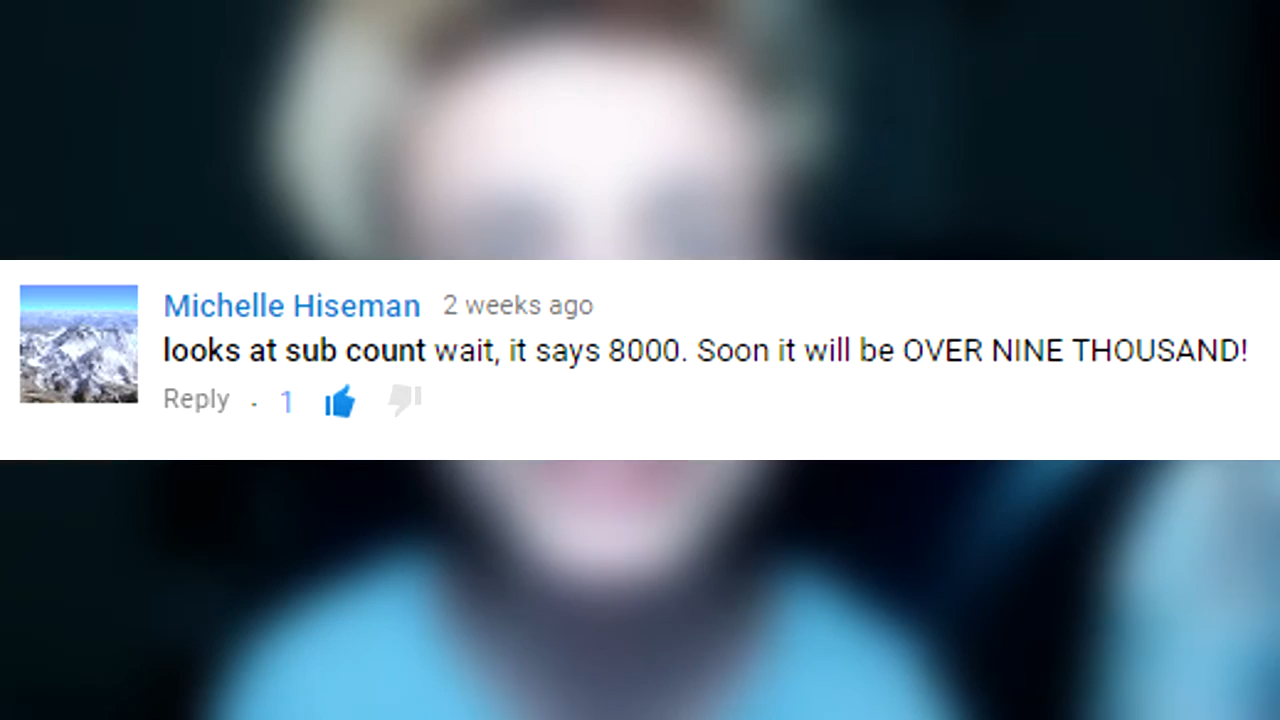 Michelle Hiseman 2 weeks ago
looks at sub count wait, it says 8000. Soon it will be OVER NINE THOUSAND!
Reply . 1